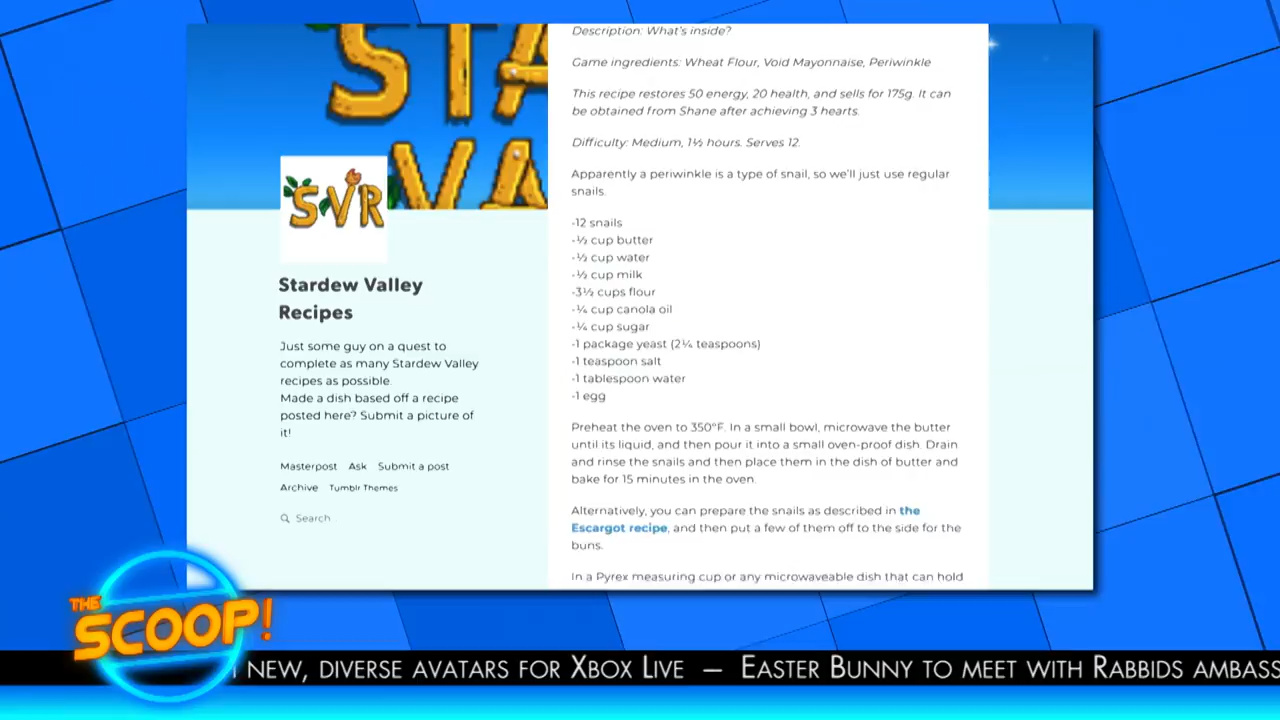 STA
VA
SVR
Stardew Valley
Recipes
Just some guy on a quest to
complete as many Stardew Valley
recipes as possible.
Made a dish based off a recipe
posted here? Submit a picture of
it!
Masterpost Ask Submit a post
Archive Tumblr Themes
Search
Description: What's inside?
Game ingredients: Wheat Flour, Void Mayonnaise, Periwinkle
This recipe restores 50 energy, 20 health, and sells for 175g. It can
be obtained from Shane after achieving 3 hearts.
Difficulty: Medium, 1½ hours. Serves 12.
Apparently a periwinkle is a type of snail, so we'll just use regular
snails.
-12 snails
-½ cup butter
-½ cup water
-½ cup milk
-3½ cups flour
-¼ cup canola oil
-¼ cup sugar
-1 package yeast (2¼ teaspoons)
-1 teaspoon salt
-1 tablespoon water
-1 egg
Preheat the oven to 350°F. In a small bowl, microwave the butter
until its liquid, and then pour it into a small oven-proof dish. Drain
and rinse the snails and then place them in the dish of butter and
bake for 15 minutes in the oven.
Alternatively, you can prepare the snails as described in the
Escargot recipe, and then put a few of them off to the side for the
buns.
In a Pyrex measuring cup or any microwaveable dish that can hold
THE
SCOOP!
NEW, DIVERSE AVATARS FOR XBOX LIVE — EASTER BUNNY TO MEET WITH RABBIDS AMBASS